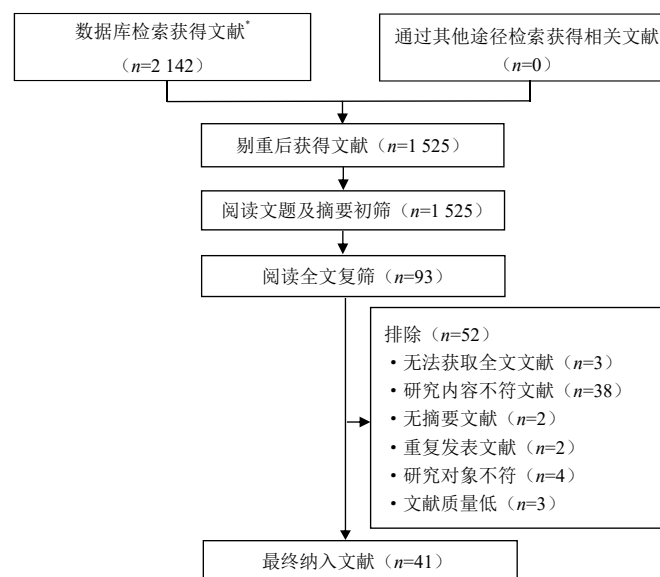 数据库检索获得文献*
（n=2 142）
通过其他途径检索获得相关文献
（n=0）
剔重后获得文献（n=1 525）
阅读文题及摘要初筛（n=1 525）
阅读全文复筛（n=93）
排除（n=52）
·无法获取全文文献（n=3）
·研究内容不符文献（n=38）
·无摘要文献（n=2）
·重复发表文献（n=2）
·研究对象不符（n=4）
·文献质量低（n=3）
最终纳入文献（n=41）